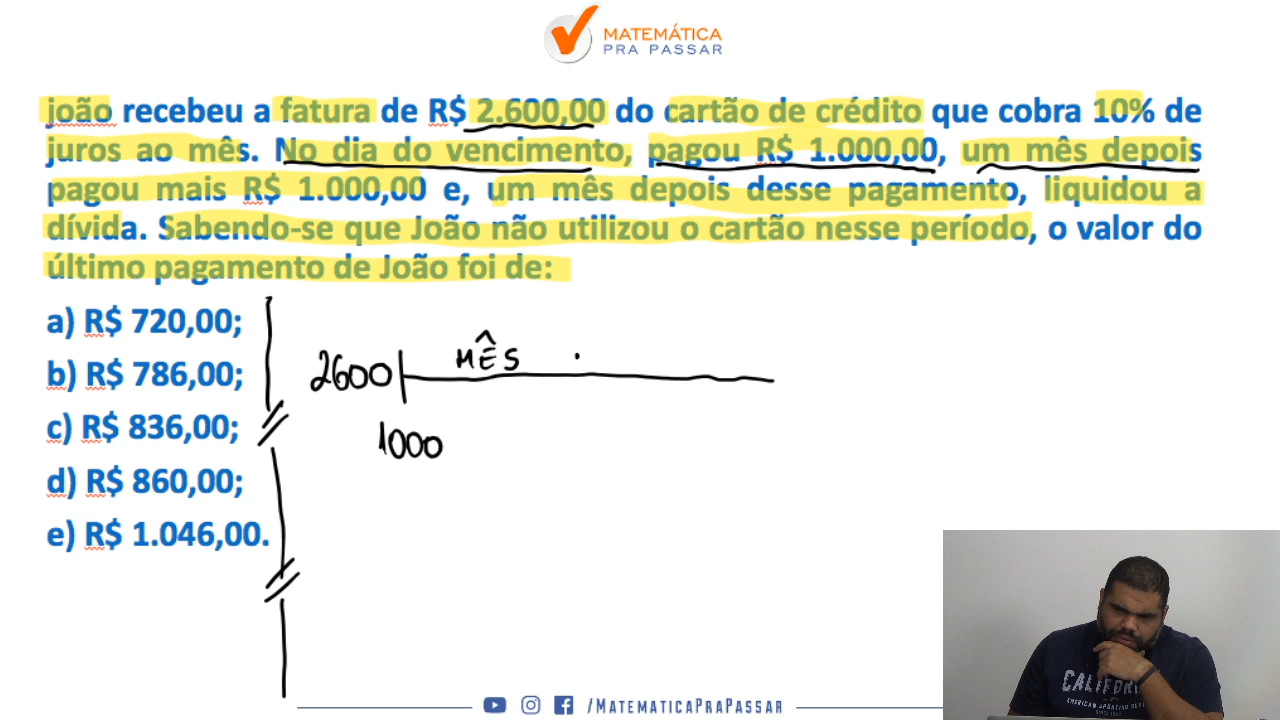 MATEMÁTICA
PRA PASSAR
joão recebeu a fatura de R$ 2.600,00 do cartão de crédito que cobra 10% de
juros ao mês. No dia do vencimento, pagou R$ 1.000,00, um mês depois
pagou mais R$ 1.000,00 e, um mês depois desse pagamento, liquidou a
dívida. Sabendo-se que João não utilizou o cartão nesse período, o valor do
último pagamento de João foi de:
a) R$ 720,00;
b) R$ 786,00;
c) R$ 836,00;
d) R$ 860,00;
e) R$ 1.046,00.
MÊS
2600
1000
CALIFOR
AMERICAN SPORTING
/MATEMATICAPRAPASSAR